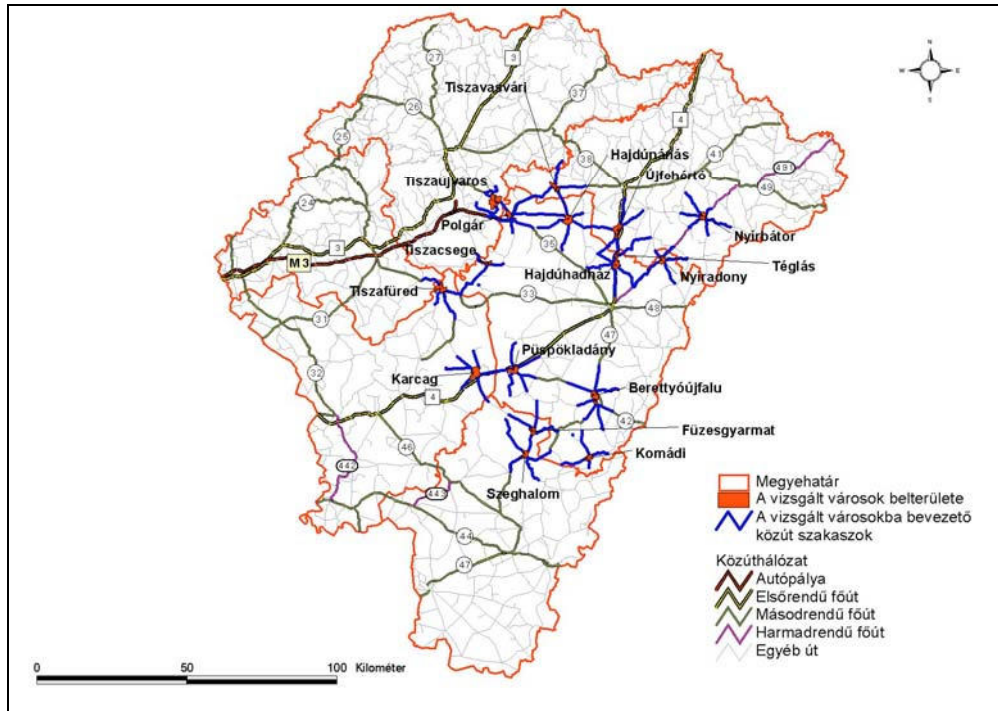 N
W E
S
3
27
Tiszavasvári
37
26
4
25
38
Hajdúnánás
41
Újfehértó
491
Tiszaújváros
49
24
Polgár
Nyírbátor
3
35
Tiszacsege
M 3
Hajdúhadház
Nyíradony
Téglás
Tiszafüred
33
48
31
47
Püspökladány
32
Karcag
4
Berettyóújfalu
42
Füzesgyarmat
46
Komádi
442
443
Szeghalom
44
47
Megyehatár
A vizsgált városok belterülete
A vizsgált városokba bevezető
közút szakaszok
Közúthálózat
Autópálya
Elsőrendű főút
Másodrendű főút
Harmadrendű főút
Egyéb út
0 50 100 Kilométer